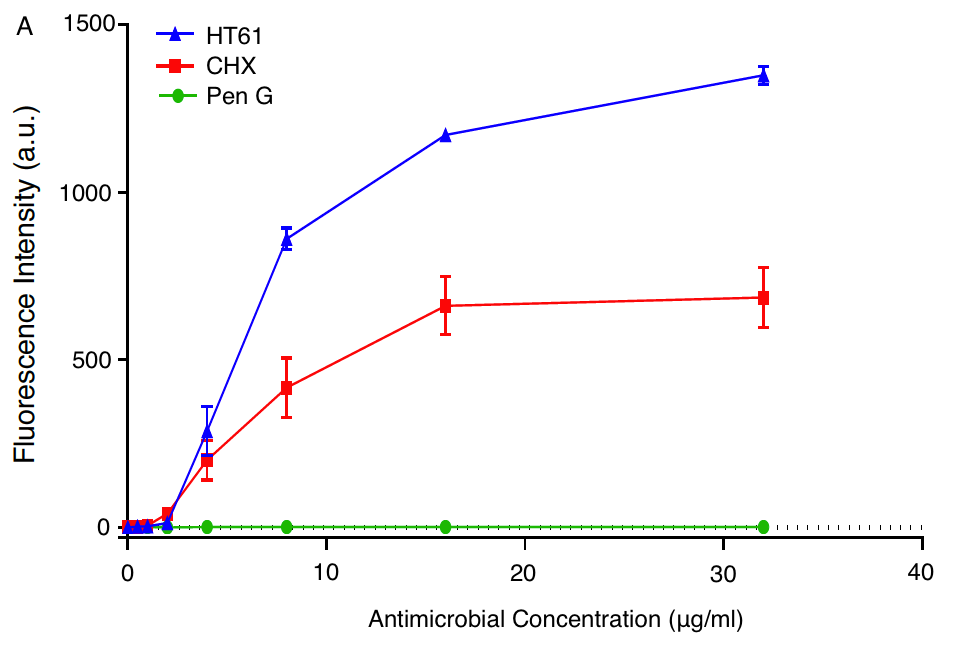 A
1500
HT61
CHX
Pen G
1000
500
0
Fluorescence Intensity (a.u.)
0 10 20 30 40
Antimicrobial Concentration (µg/ml)